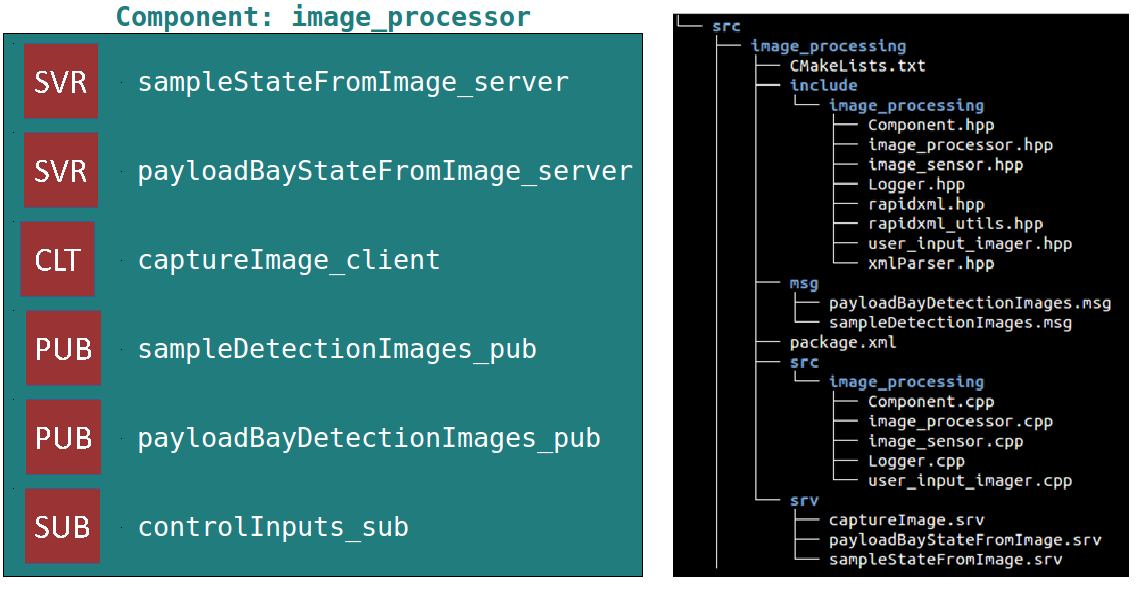 Component: image_processor
SVR sampleStateFromImage_server
SVR payloadBayStateFromImage_server
CLT captureImage_client
PUB sampleDetectionImages_pub
PUB payloadBayDetectionImages_pub
SUB controlInputs_sub
src
image_processing
CMakeLists.txt
include
image_processing
Component.hpp
image_processor.hpp
image_sensor.hpp
Logger.hpp
rapidxml.hpp
rapidxml_utils.hpp
user_input_imager.hpp
xmlParser.hpp
msg
payloadBayDetectionImages.msg
sampleDetectionImages.msg
package.xml
src
image_processing
Component.cpp
image_processor.cpp
image_sensor.cpp
Logger.cpp
user_input_imager.cpp
srv
captureImage.srv
payloadBayStateFromImage.srv
sampleStateFromImage.srv